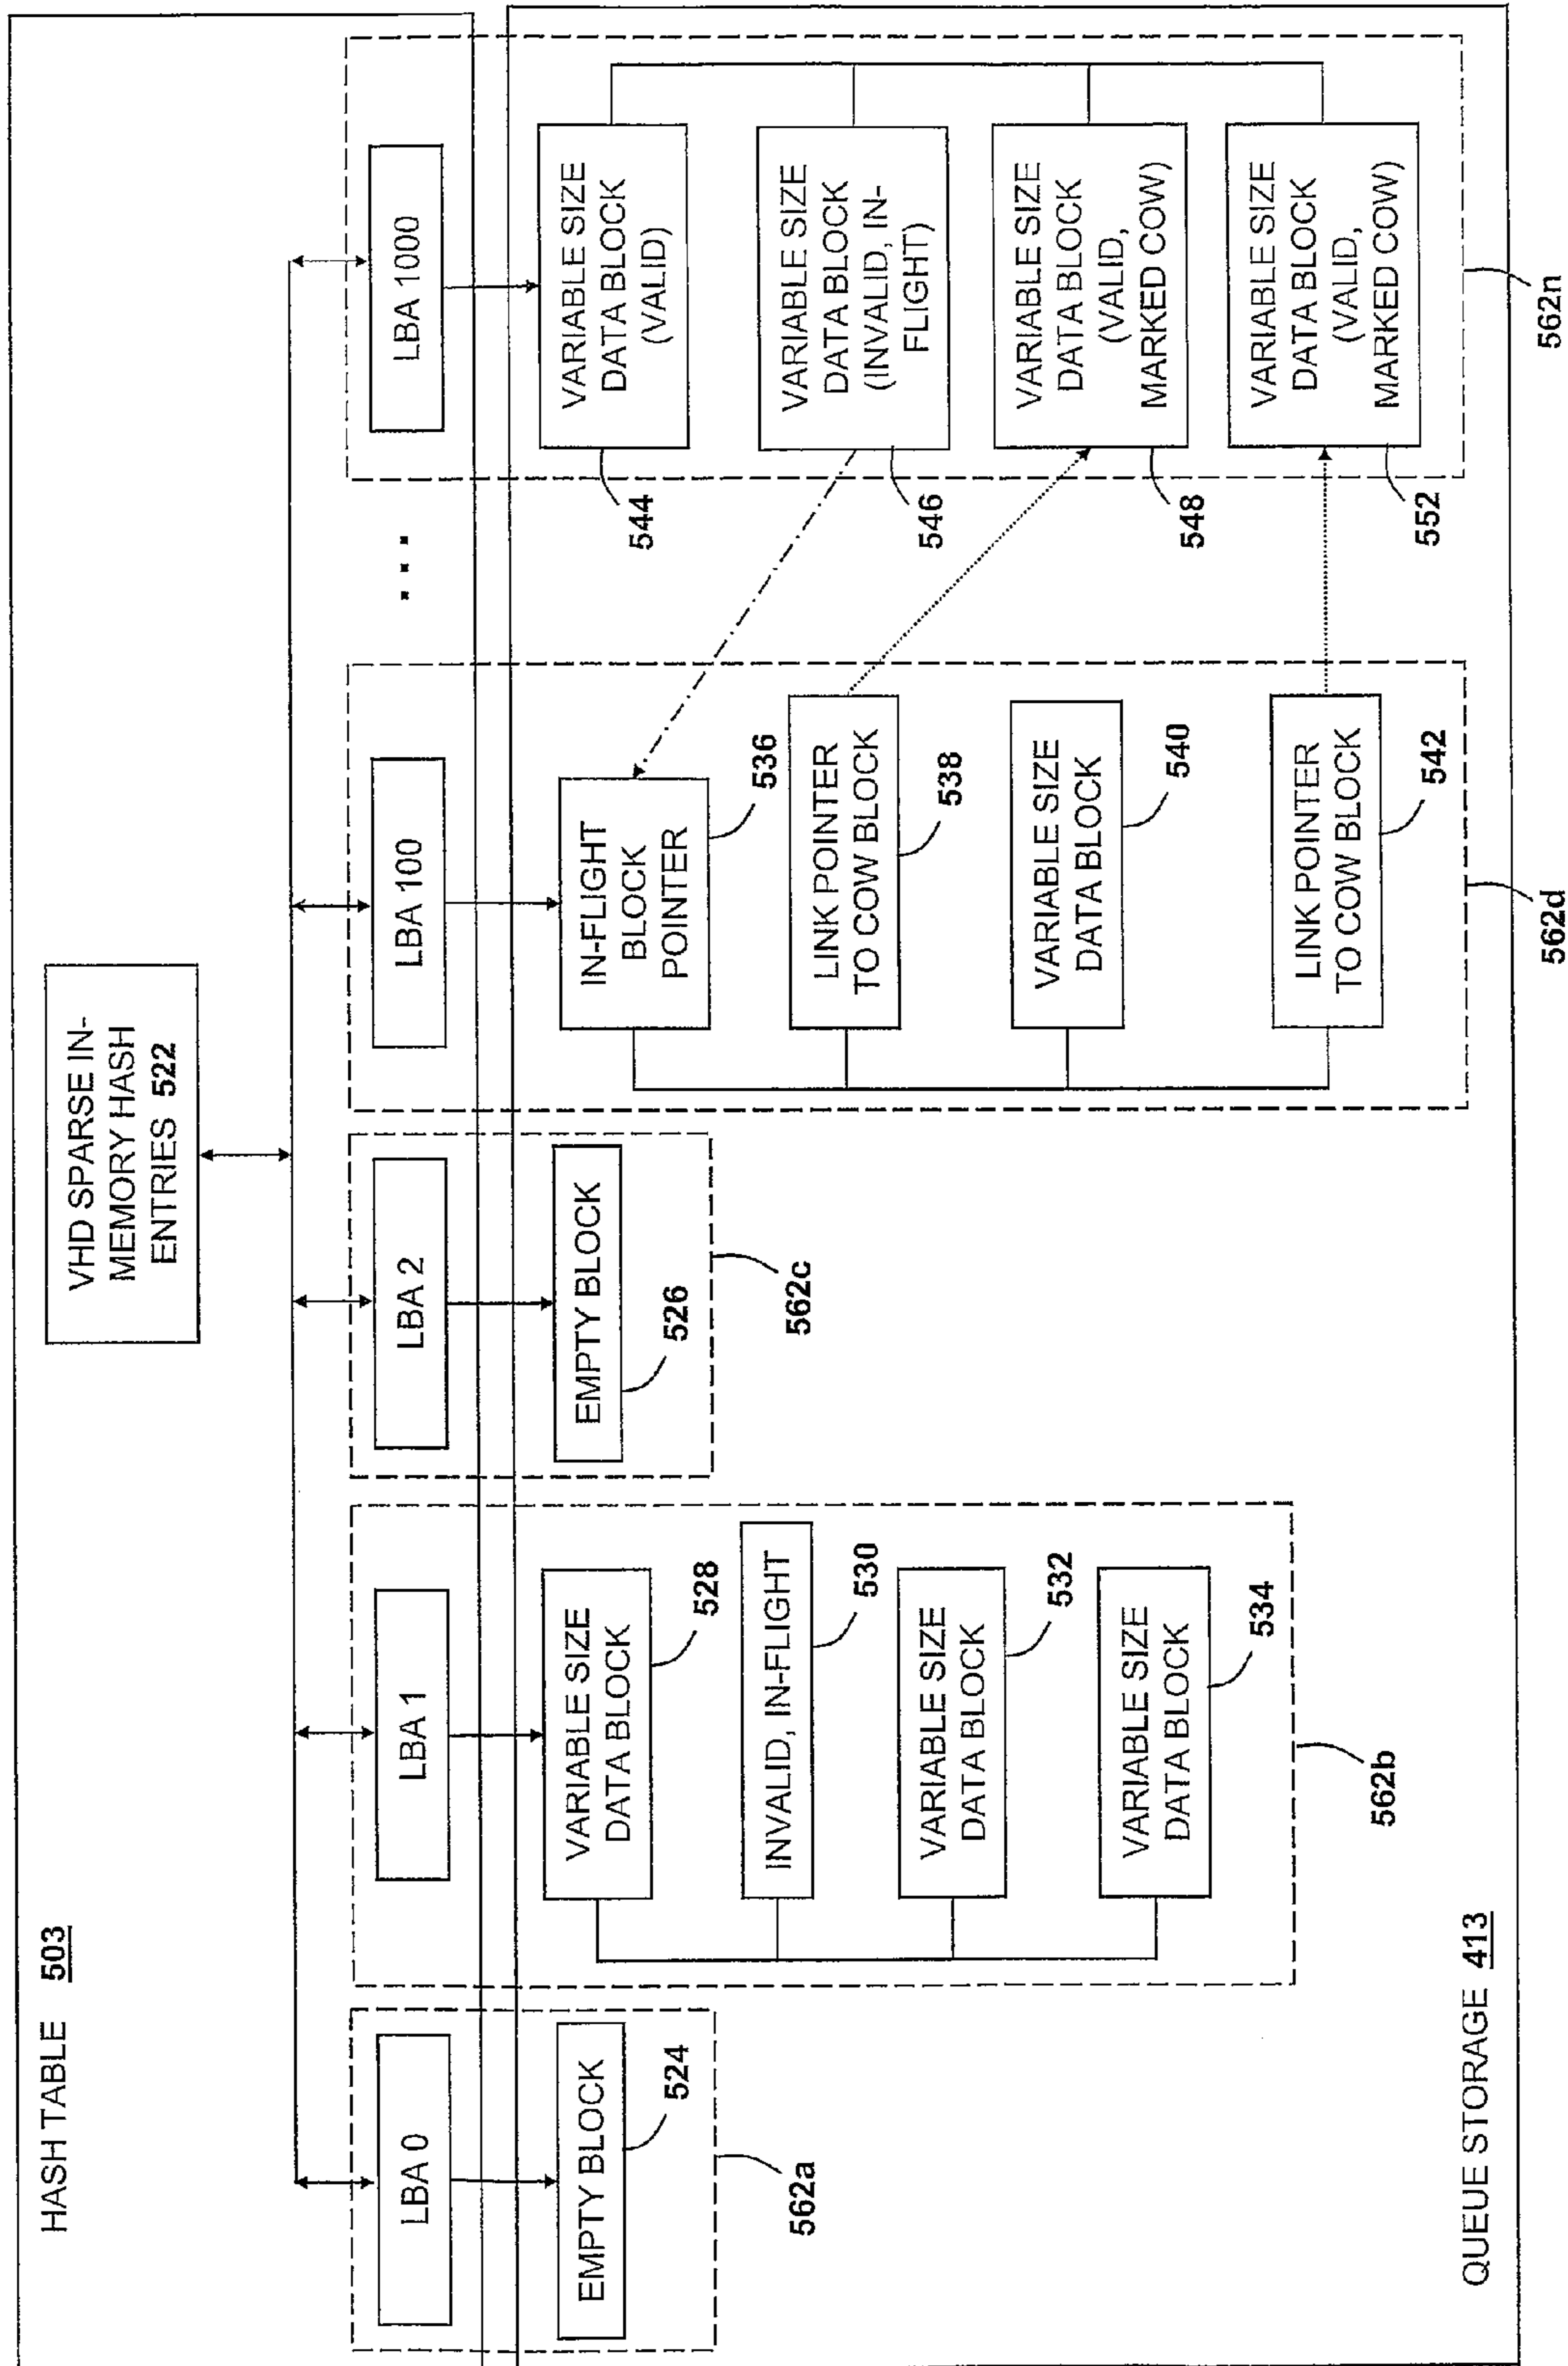 HASH TABLE 503
VHD SPARSE IN-
MEMORY HASH
ENTRIES 522
LBA 0
EMPTY BLOCK
524
562a
LBA 1
VARIABLE SIZE
DATA BLOCK
528
INVALID, IN-FLIGHT
530
VARIABLE SIZE
DATA BLOCK
532
VARIABLE SIZE
DATA BLOCK
534
562b
LBA 2
EMPTY BLOCK
526
562c
LBA 100
IN-FLIGHT
BLOCK
POINTER
536
LINK POINTER
TO COW BLOCK
538
VARIABLE SIZE
DATA BLOCK
540
LINK POINTER
TO COW BLOCK
542
562d
...
LBA 1000
VARIABLE SIZE
DATA BLOCK
(VALID)
544
VARIABLE SIZE
DATA BLOCK
(INVALID, IN-
FLIGHT)
546
VARIABLE SIZE
DATA BLOCK
(VALID,
MARKED COW)
548
VARIABLE SIZE
DATA BLOCK
(VALID,
MARKED COW)
552
562n
QUEUE STORAGE 413